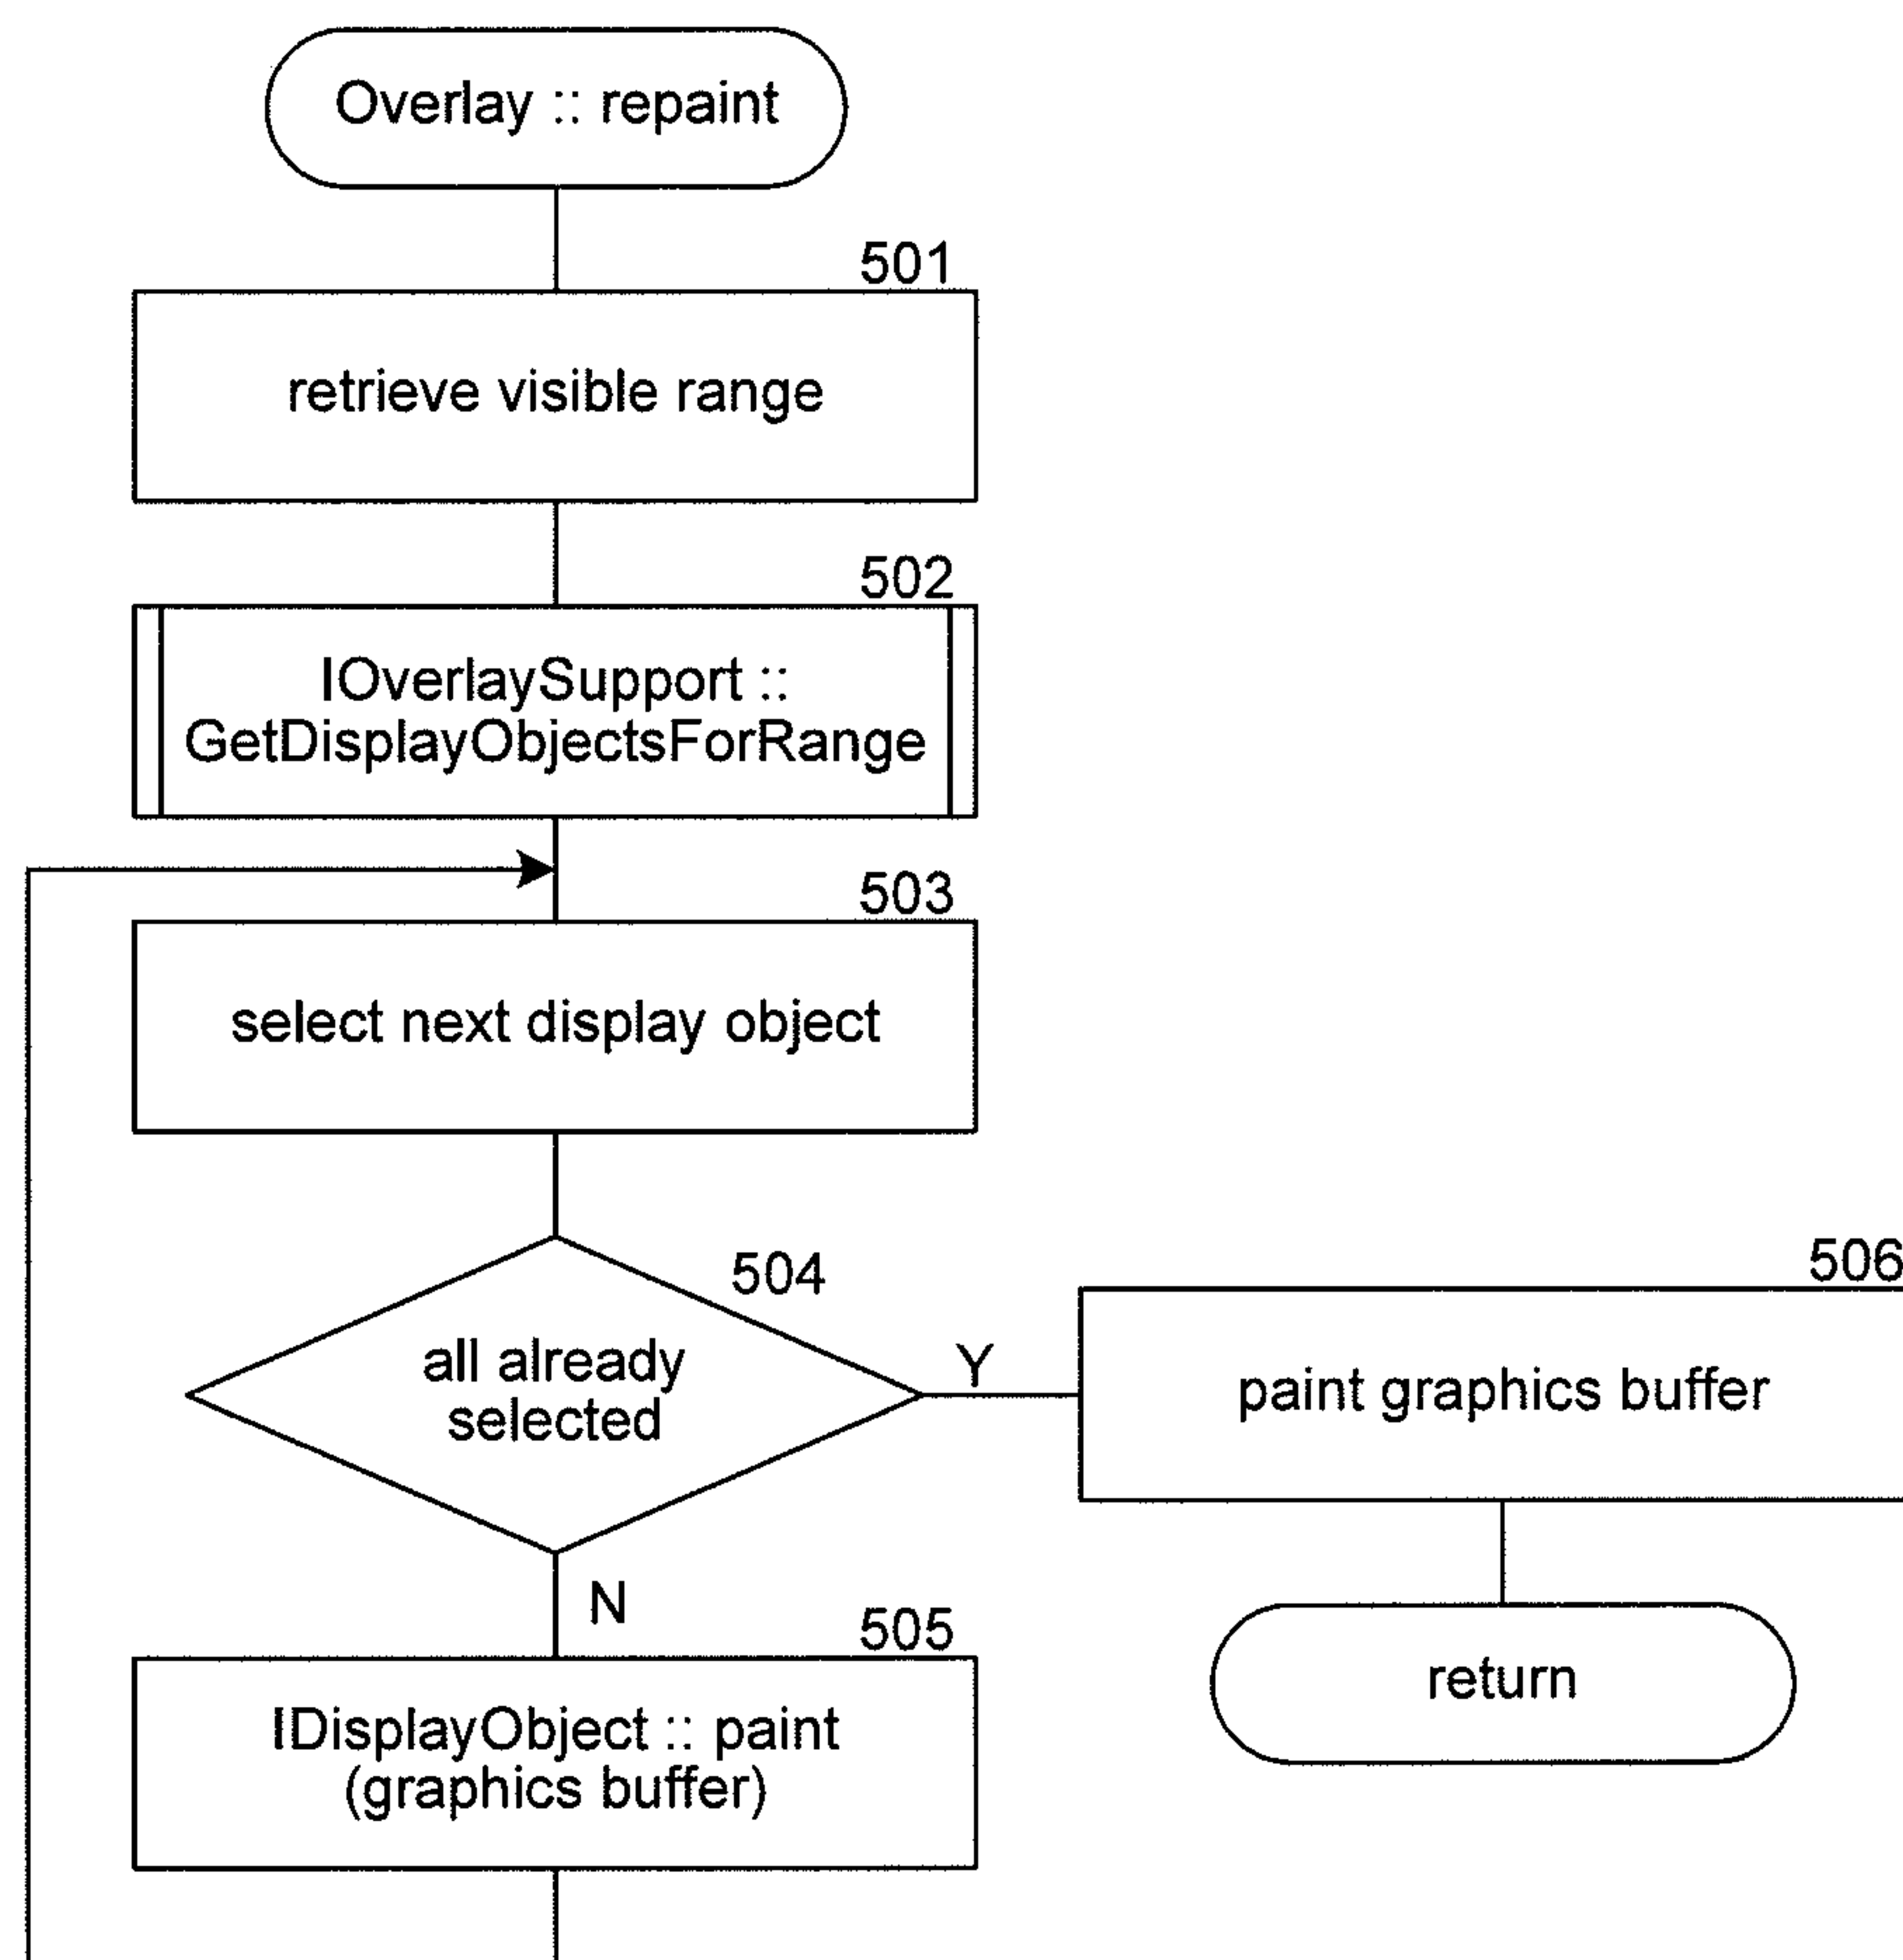 Overlay :: repaint
501
retrieve visible range
502
IOverlaySupport ::
GetDisplayObjectsForRange
503
select next display object
504
all already
selected
Y
506
paint graphics buffer
return
N
505
IDisplayObject :: paint
(graphics buffer)